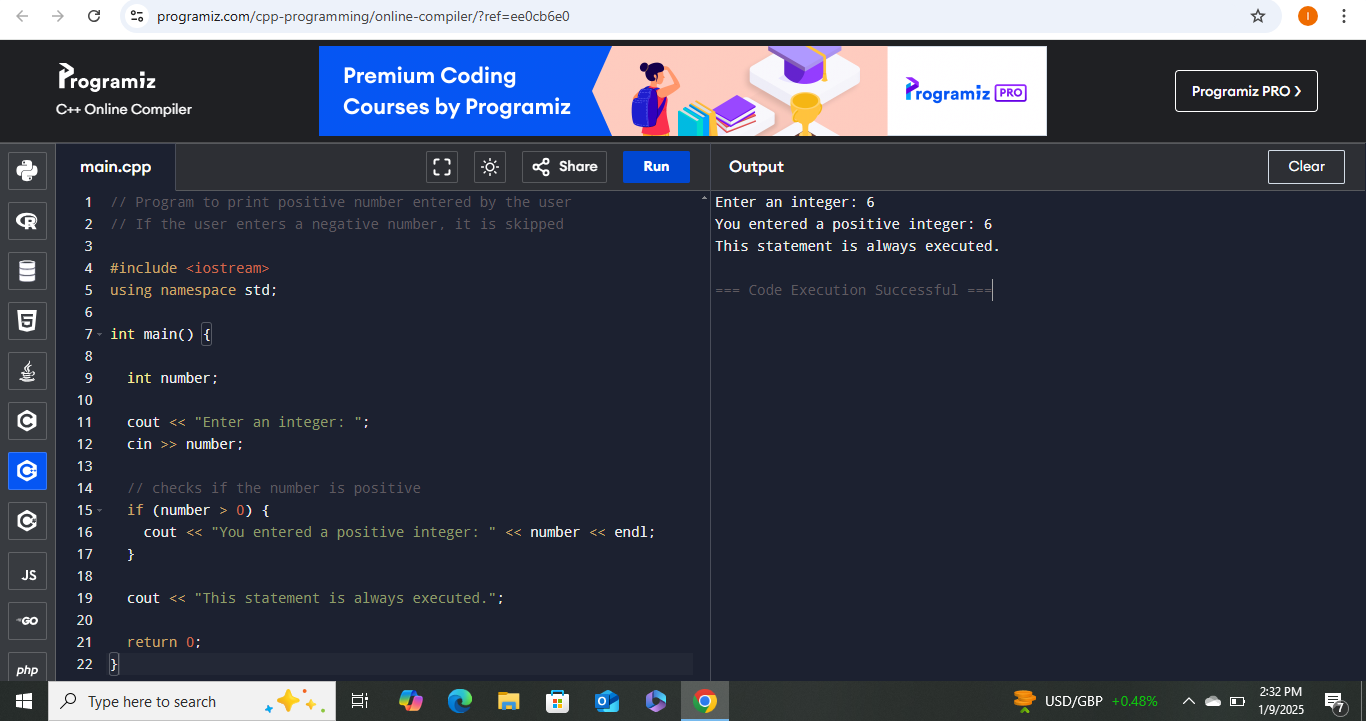 programiz.com/cpp-programming/online-compiler/?ref=ee0cb6e0
I
Programiz
C++ Online Compiler
Premium Coding
Courses by Programiz
Programiz PRO
Programiz PRO ❯
main.cpp
Share
Run
Output
Clear
1 // Program to print positive number entered by the user
2 // If the user enters a negative number, it is skipped
3
4 #include <iostream>
5 using namespace std;
6
7 int main() {
8
9   int number;
10
11   cout << "Enter an integer: ";
12   cin >> number;
13
14   // checks if the number is positive
15   if (number > 0) {
16     cout << "You entered a positive integer: " << number << endl;
17   }
18
19   cout << "This statement is always executed.";
20
21   return 0;
22 }
Enter an integer: 6
You entered a positive integer: 6
This statement is always executed.
=== Code Execution Successful ===
R
5
C
C
C
JS
GO
php
Type here to search
USD/GBP +0.48%
2:32 PM
1/9/2025
7